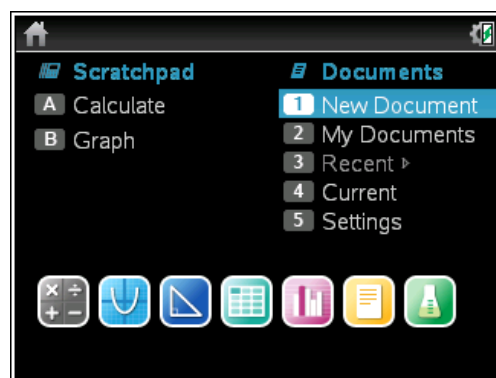 Scratchpad
A Calculate
B Graph
Documents
1 New Document
2 My Documents
3 Recent ▹
4 Current
5 Settings